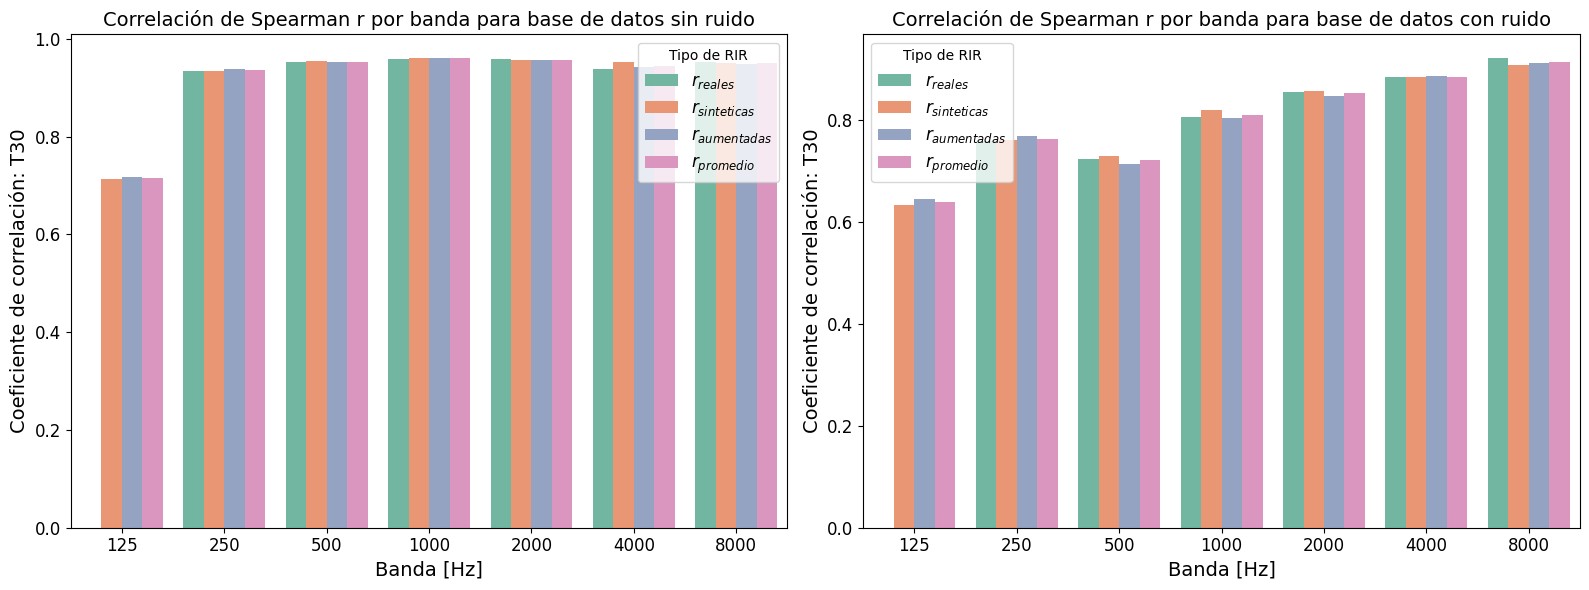 Correlación de Spearman r por banda para base de datos sin ruido
Coeficiente de correlación: T30
1.0
0.8
0.6
0.4
0.2
0.0
Tipo de RIR
r_reales
r_sinteticas
r_aumentadas
r_promedio
125 250 500 1000 2000 4000 8000
Banda [Hz]
Correlación de Spearman r por banda para base de datos con ruido
Coeficiente de correlación: T30
0.8
0.6
0.4
0.2
0.0
Tipo de RIR
r_reales
r_sinteticas
r_aumentadas
r_promedio
125 250 500 1000 2000 4000 8000
Banda [Hz]